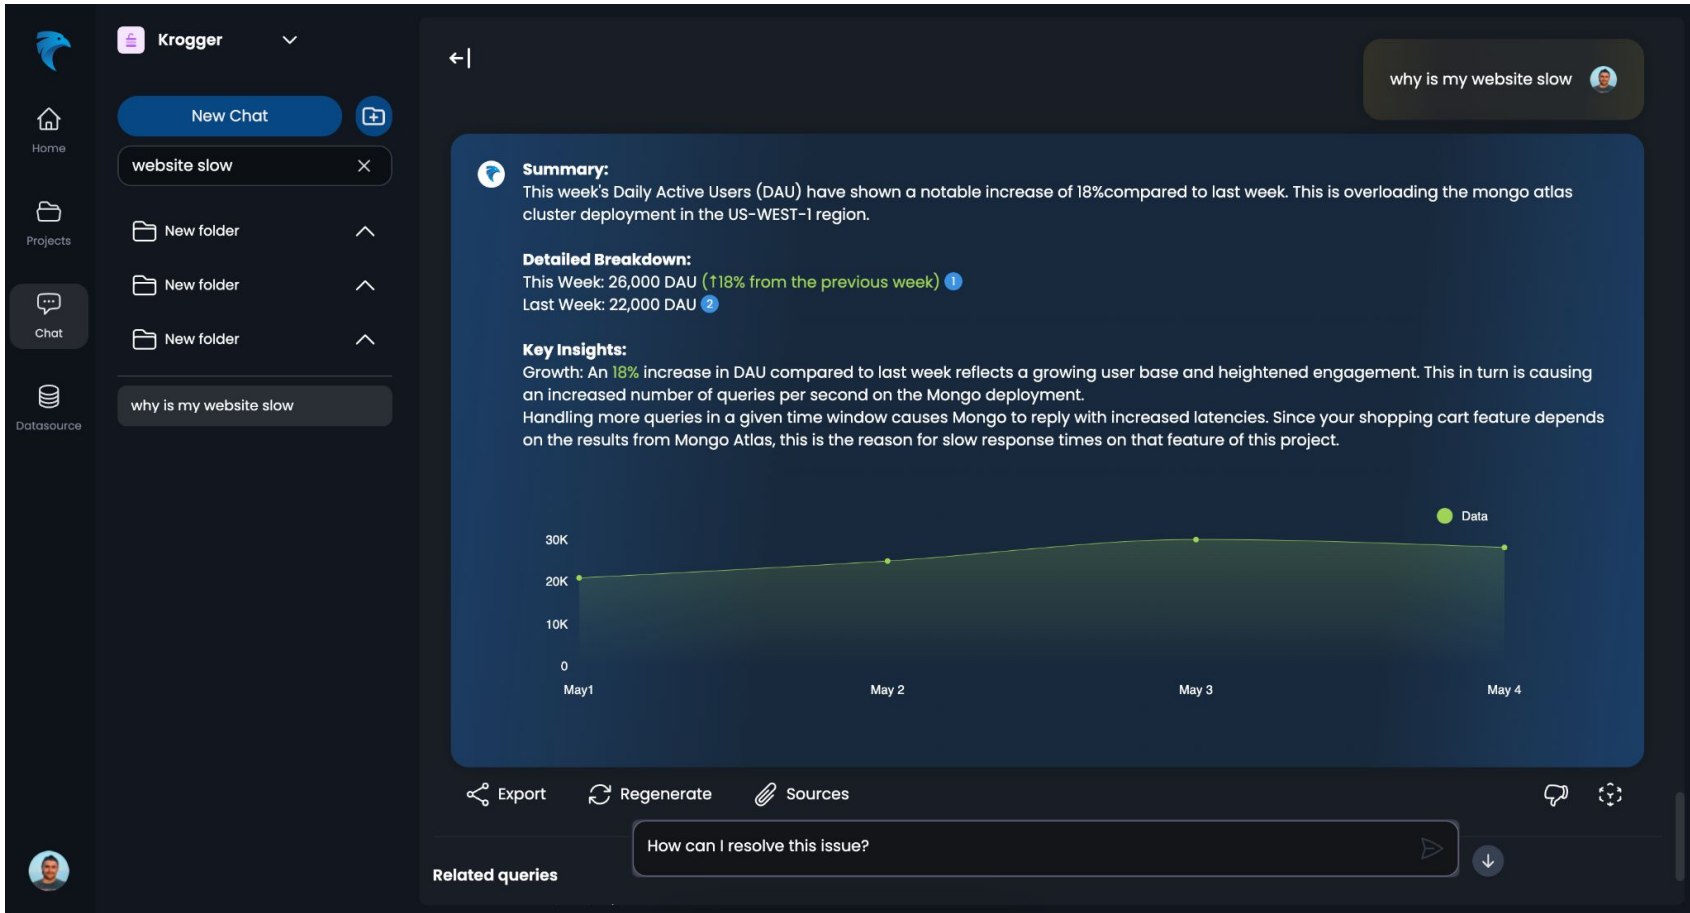 Krogger
New Chat
website slow
New folder
New folder
New folder
why is my website slow
Home
Projects
Chat
Datasource
why is my website slow
Summary:
This week's Daily Active Users (DAU) have shown a notable increase of 18%compared to last week. This is overloading the mongo atlas
cluster deployment in the US-WEST-1 region.
Detailed Breakdown:
This Week: 26,000 DAU (↑18% from the previous week) 1
Last Week: 22,000 DAU 2
Key Insights:
Growth: An 18% increase in DAU compared to last week reflects a growing user base and heightened engagement. This in turn is causing
an increased number of queries per second on the Mongo deployment.
Handling more queries in a given time window causes Mongo to reply with increased latencies. Since your shopping cart feature depends
on the results from Mongo Atlas, this is the reason for slow response times on that feature of this project.
Data
30K
20K
10K
0
May1 May 2 May 3 May 4
Export Regenerate Sources
How can I resolve this issue?
Related queries